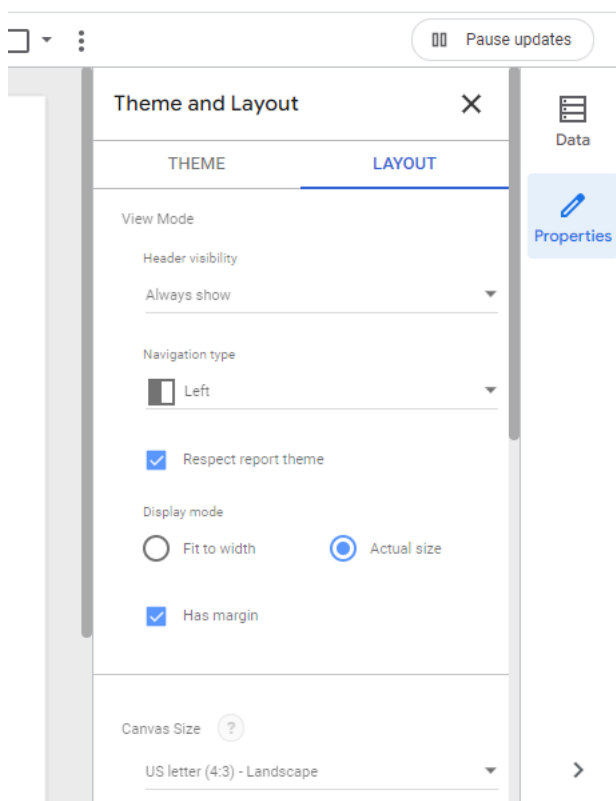 Pause updates
Theme and Layout
Data
THEME LAYOUT
Properties
View Mode
Header visibility
Always show
Navigation type
Left
Respect report theme
Display mode
Fit to width Actual size
Has margin
Canvas Size ?
US letter (4:3) - Landscape